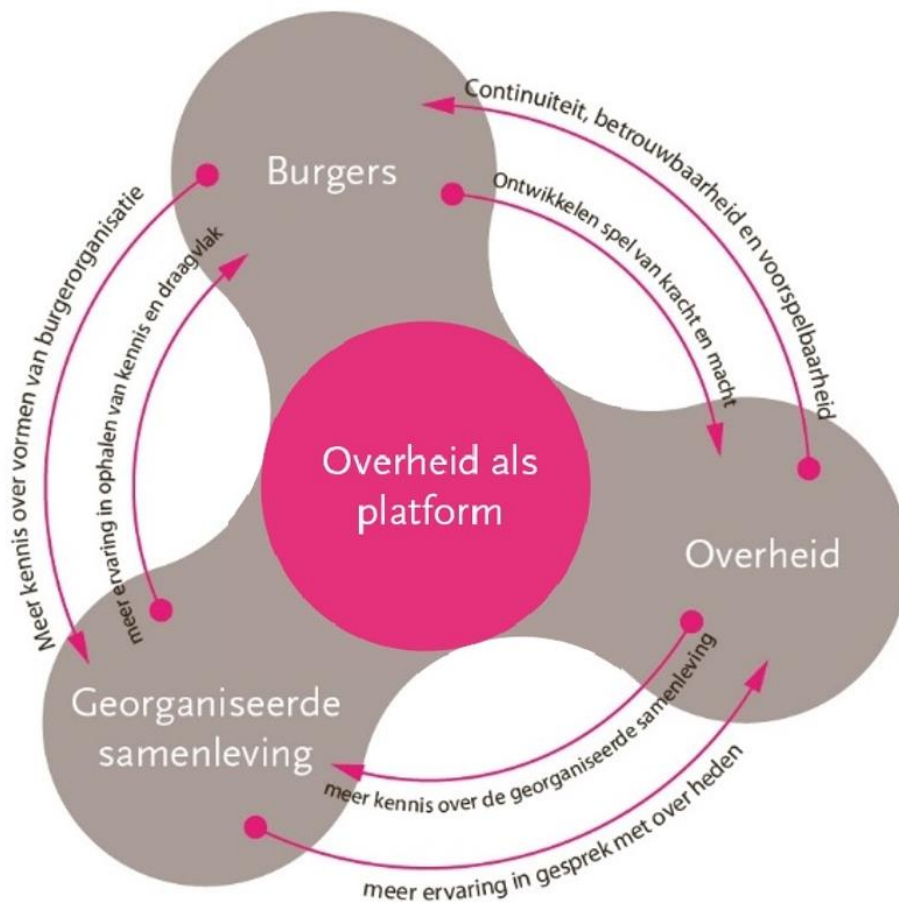 Burgers
Continuiteit, betrouwbaarheid en voorspelbaarheid
Ontwikkelen spel van kracht en macht
Meer kennis over vormen van burgerorganisatie
meer ervaring in ophalen van kennis en draagvlak
Overheid als
platform
Overheid
Georganiseerde
samenleving
meer kennis over de georganiseerde samenleving
meer ervaring in gesprek met over heden